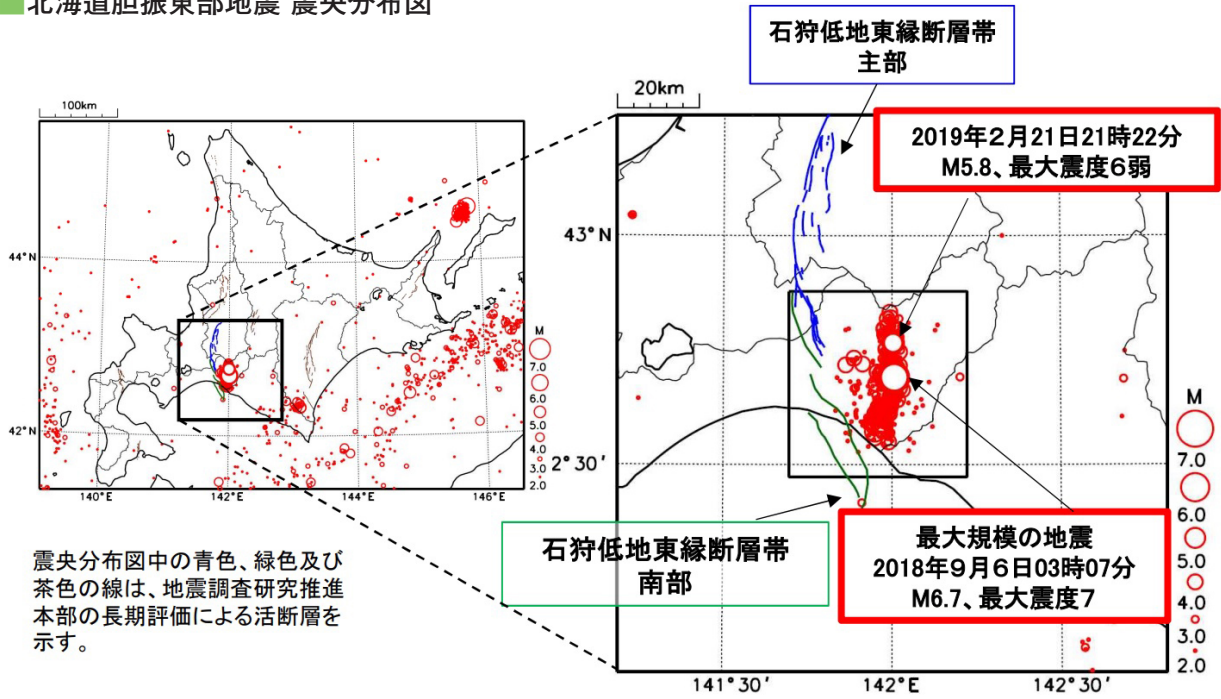 北海道胆振東部地震 震央分布図
石狩低地東縁断層帯
主部
100km
20km
2019年2月21日21時22分
M5.8、最大震度6弱
44°N
42°N
140°E
142°E
144°E
146°E
M
7.0
6.0
5.0
4.0
3.0
2.0
43°N
2°30′
141°30′
142°E
142°30′
M
7.0
6.0
5.0
4.0
3.0
2.0
石狩低地東縁断層帯
南部
最大規模の地震
2018年9月6日03時07分
M6.7、最大震度7
震央分布図中の青色、緑色及び
茶色の線は、地震調査研究推進
本部の長期評価による活断層を
示す。